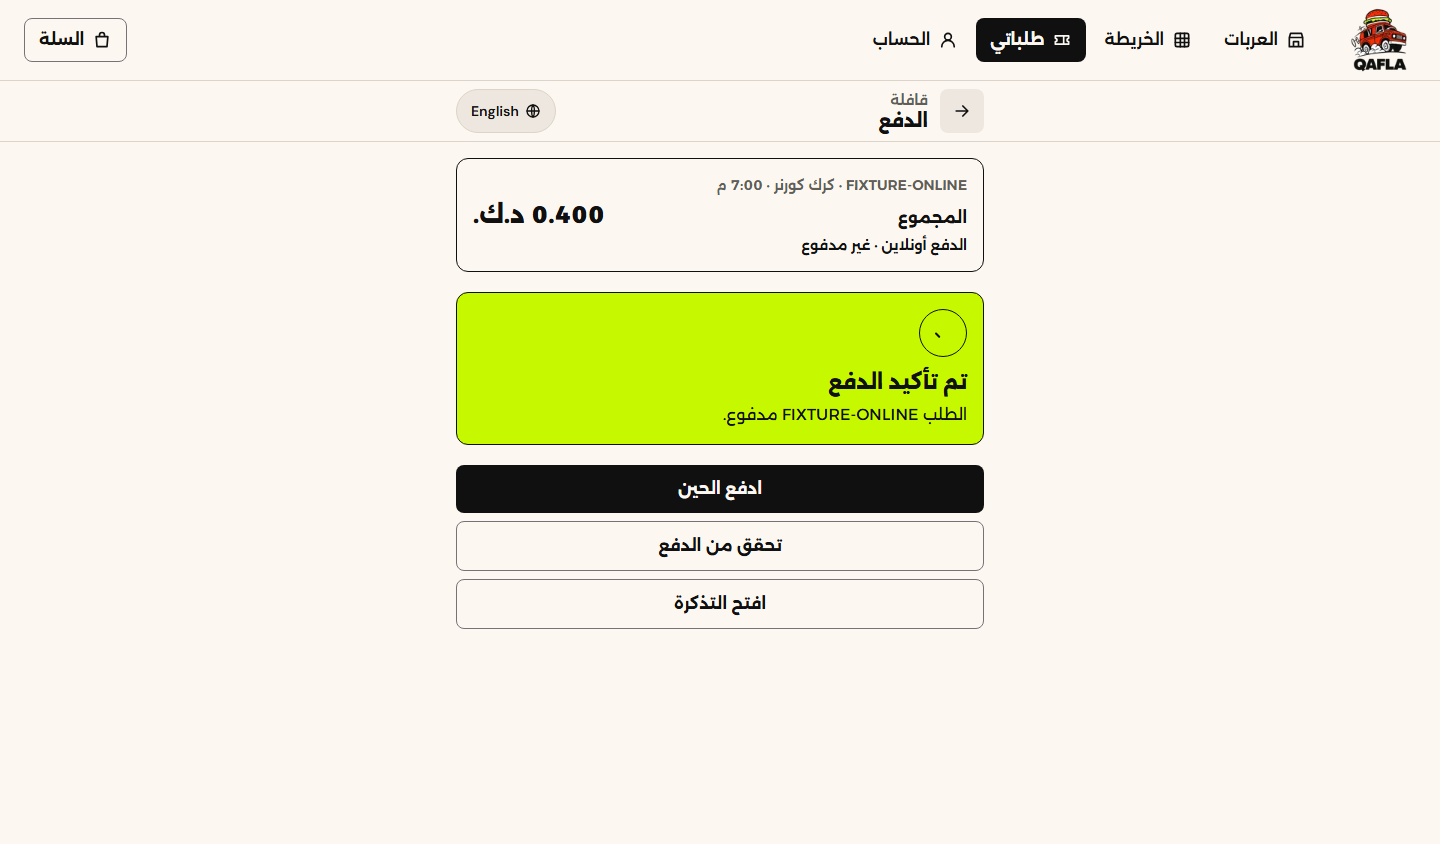 QAFLA
العربات
الخريطة
طلباتي
الحساب
السلة
قافلة
الدفع
English
FIXTURE-ONLINE · كرك كورنر · 7:00 م
المجموع
0.400 د.ك.
الدفع أونلاين · غير مدفوع
تم تأكيد الدفع
الطلب FIXTURE-ONLINE مدفوع.
ادفع الحين
تحقق من الدفع
افتح التذكرة